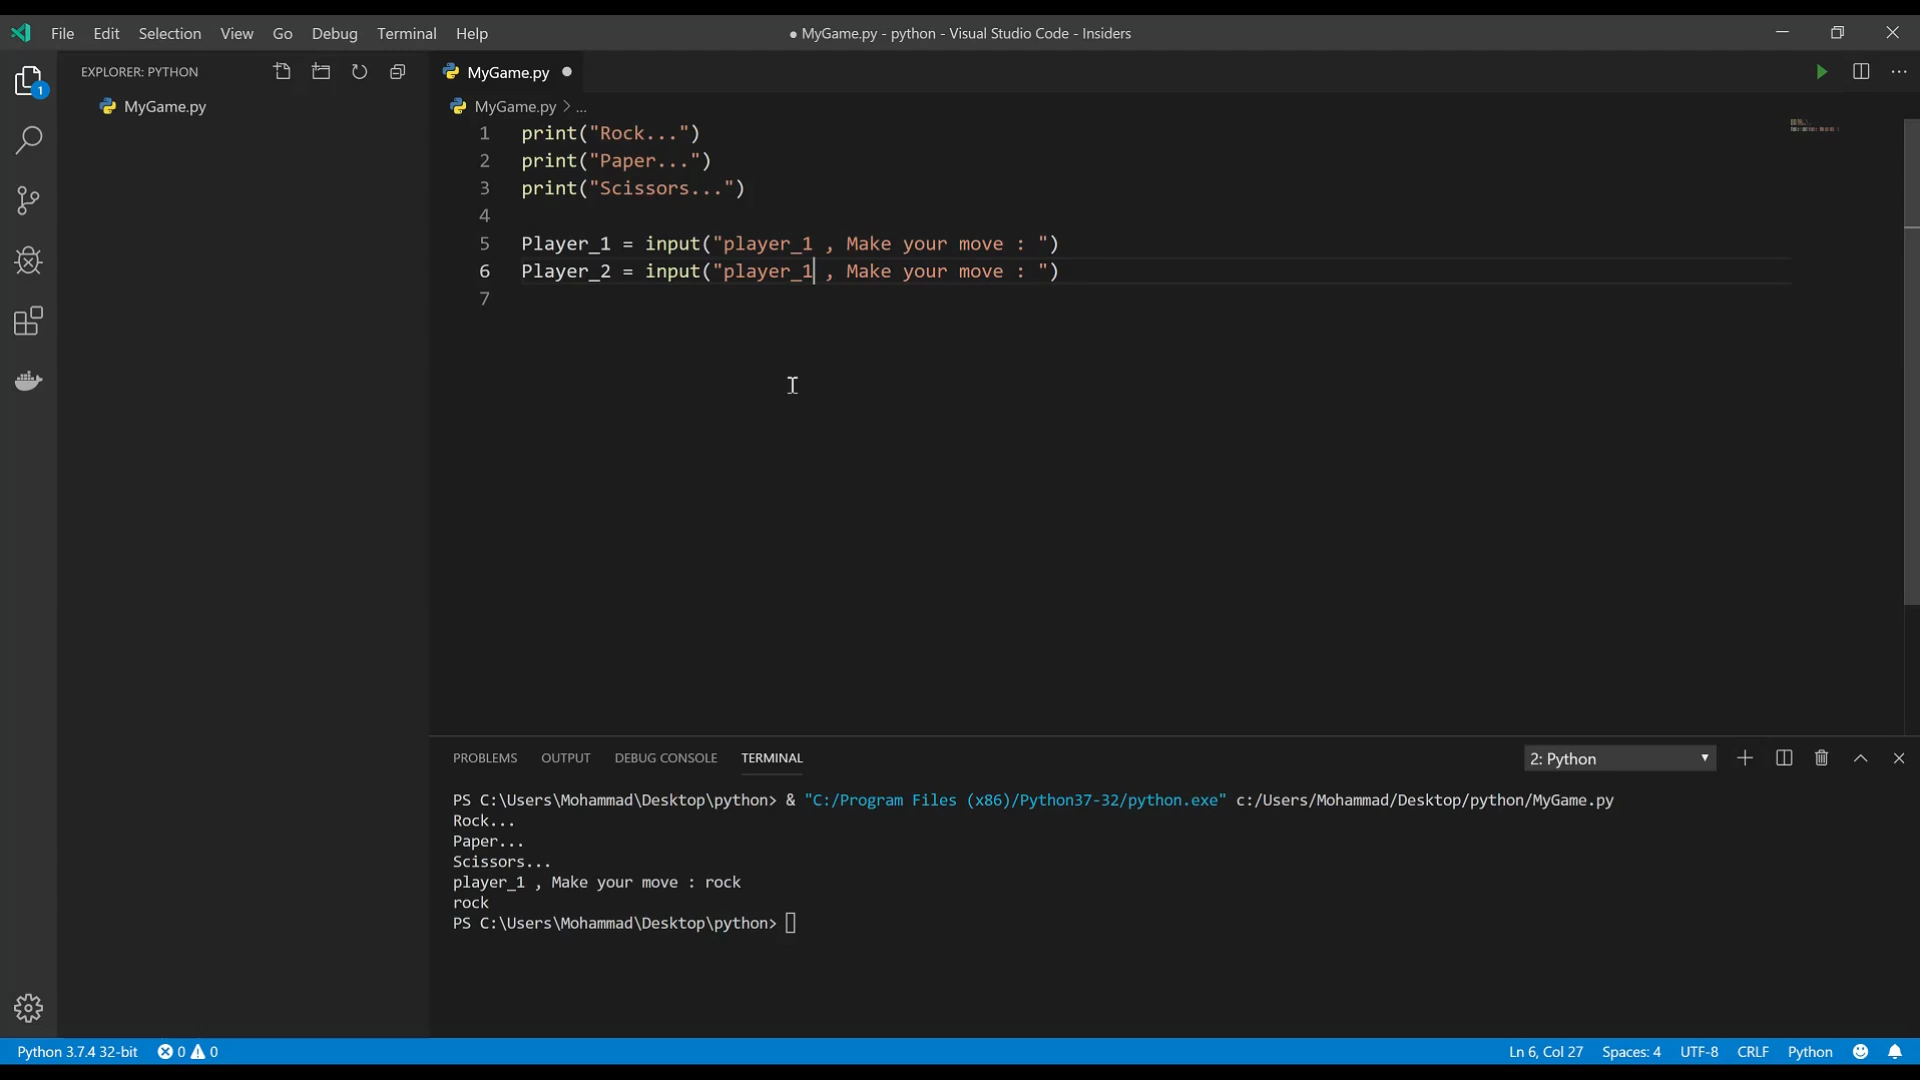 File Edit Selection View Go Debug Terminal Help
● MyGame.py - python - Visual Studio Code - Insiders
EXPLORER: PYTHON
MyGame.py
1
MyGame.py ●
MyGame.py > ...
1 print("Rock...")
2 print("Paper...")
3 print("Scissors...")
4
5 Player_1 = input("player_1 , Make your move : ")
6 Player_2 = input("player_1 , Make your move : ")
7
PROBLEMS OUTPUT DEBUG CONSOLE TERMINAL
2: Python
PS C:\Users\Mohammad\Desktop\python> & "C:/Program Files (x86)/Python37-32/python.exe" c:/Users/Mohammad/Desktop/python/MyGame.py
Rock...
Paper...
Scissors...
player_1 , Make your move : rock
rock
PS C:\Users\Mohammad\Desktop\python>
Python 3.7.4 32-bit 0 0
Ln 6, Col 27 Spaces: 4 UTF-8 CRLF Python